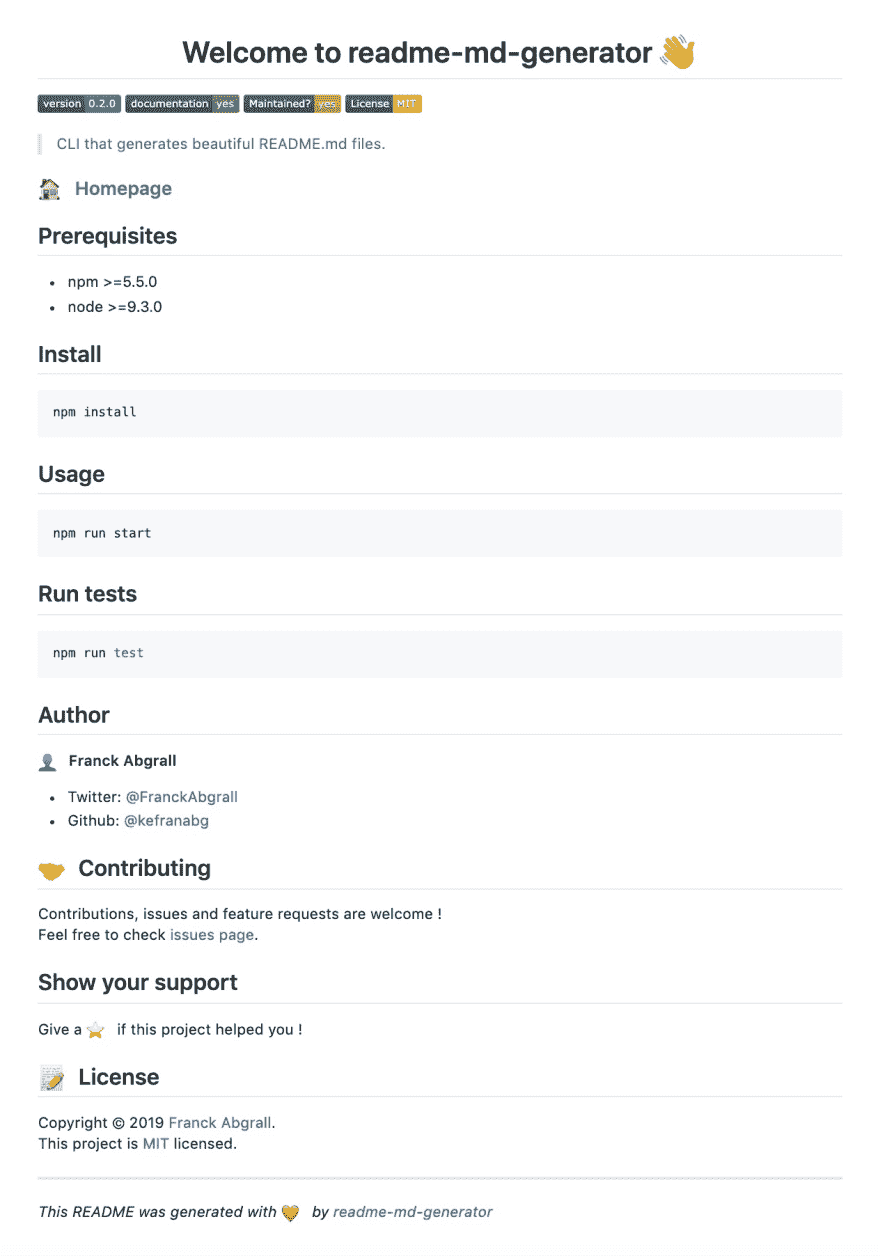 Welcome to readme-md-generator 👋
version 0.2.0 documentation yes Maintained? yes License MIT
CLI that generates beautiful README.md files.
🏠 Homepage
Prerequisites
• npm >=5.5.0
• node >=9.3.0
Install
npm install
Usage
npm run start
Run tests
npm run test
Author
👤 Franck Abgrall
• Twitter: @FranckAbgrall
• Github: @kefranabg
🤝 Contributing
Contributions, issues and feature requests are welcome !
Feel free to check issues page.
Show your support
Give a ⭐ if this project helped you !
📝 License
Copyright © 2019 Franck Abgrall.
This project is MIT licensed.
This README was generated with 💛 by readme-md-generator